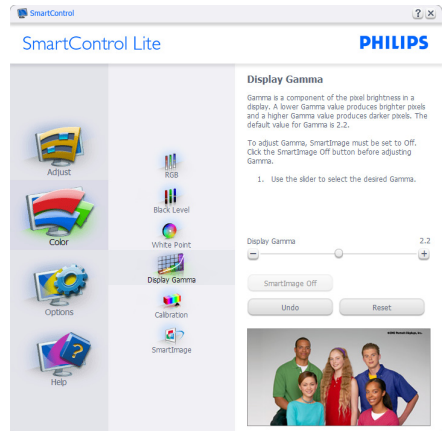 SmartControl
SmartControl Lite
PHILIPS
Adjust
Color
Options
Help
RGB
Black Level
White Point
Display Gamma
Calibration
SmartImage
Display Gamma
Gamma is a component of the pixel brightness in a
display. A lower Gamma value produces brighter pixels
and a higher Gamma value produces darker pixels. The
default value for Gamma is 2.2.
To adjust Gamma, SmartImage must be set to Off.
Click the SmartImage Off button before adjusting
Gamma.
1. Use the slider to select the desired Gamma.
Display Gamma 2.2
SmartImage Off
Undo Reset